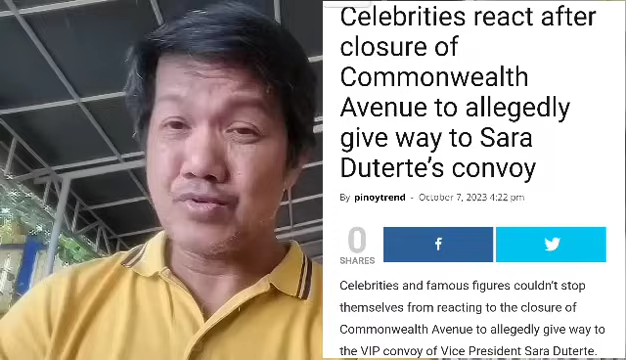 Celebrities react after
closure of
Commonwealth
Avenue to allegedly
give way to Sara
Duterte's convoy
By pinoytrend - October 7, 2023 4:22 pm
0
SHARES
Celebrities and famous figures couldn't stop
themselves from reacting to the closure of
Commonwealth Avenue to allegedly give way to
the VIP convoy of Vice President Sara Duterte.